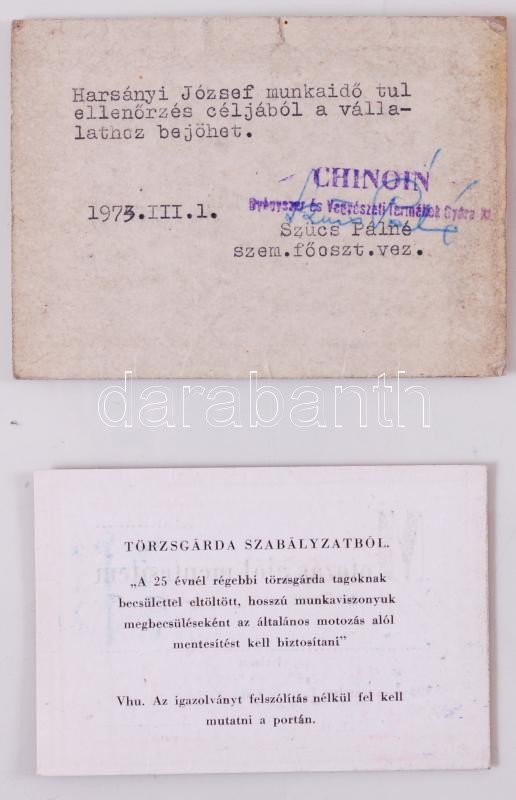 Harsányi József munkaidő tul
ellenőrzés céljából a válla-
lathoz bejöhet.
CHINOIN
Gyógyszer és Vegyészeti Termékek Gyára
1973.III.1.
Szücs Pálné
szem.főoszt.vez.
darabanth
TÖRZSGÁRDA SZABÁLYZATBÓL.
„A 25 évnél régebbi törzsgárda tagoknak
becsülettel eltöltött, hosszú munkaviszonyuk
megbecsüléseként az általános motozás alól
mentesítést kell biztosítani”
Vhu. Az igazolványt felszólítás nélkül fel kell
mutatni a portán.